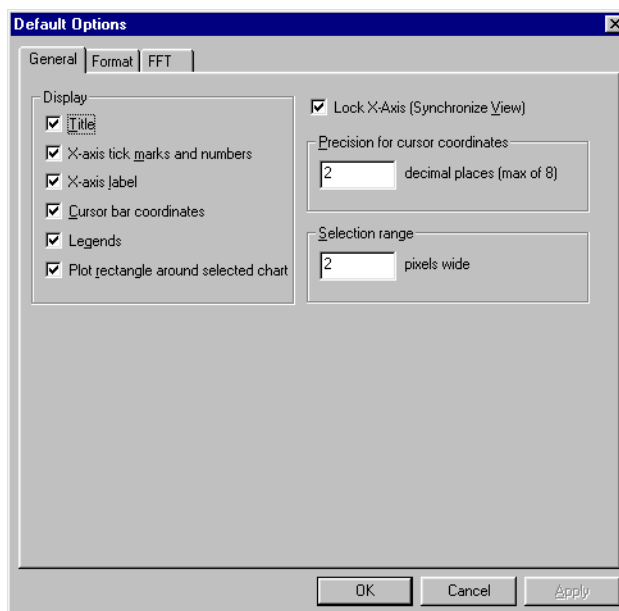 Default Options
General Format FFT
Display
Title
X-axis tick marks and numbers
X-axis label
Cursor bar coordinates
Legends
Plot rectangle around selected chart
Lock X-Axis (Synchronize View)
Precision for cursor coordinates
2 decimal places (max of 8)
Selection range
2 pixels wide
OK Cancel Apply